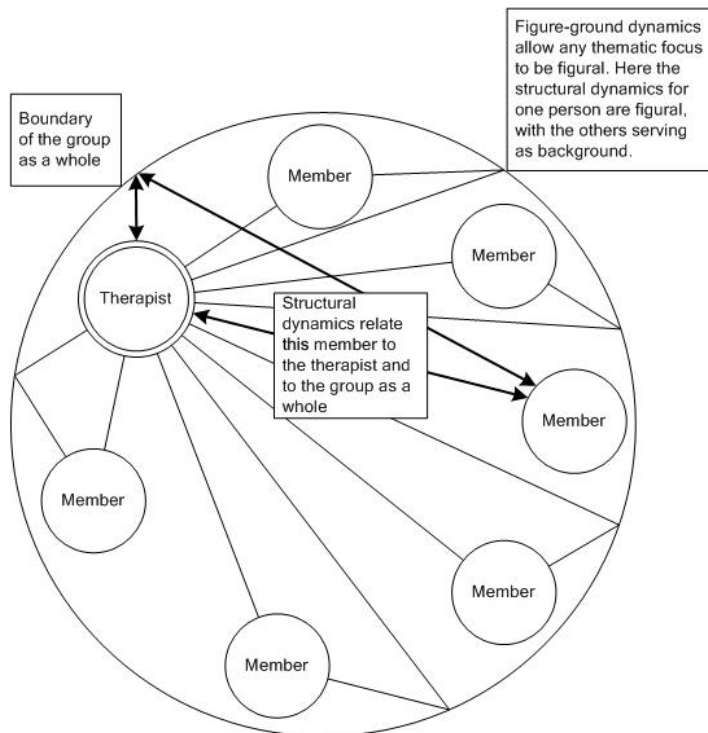 Figure-ground dynamics
allow any thematic focus
to be figural. Here the
structural dynamics for
one person are figural,
with the others serving
as background.
Boundary
of the group
as a whole
Member
Member
Therapist
Structural
dynamics relate
this member to
the therapist and
to the group as a
whole
Member
Member
Member
Member